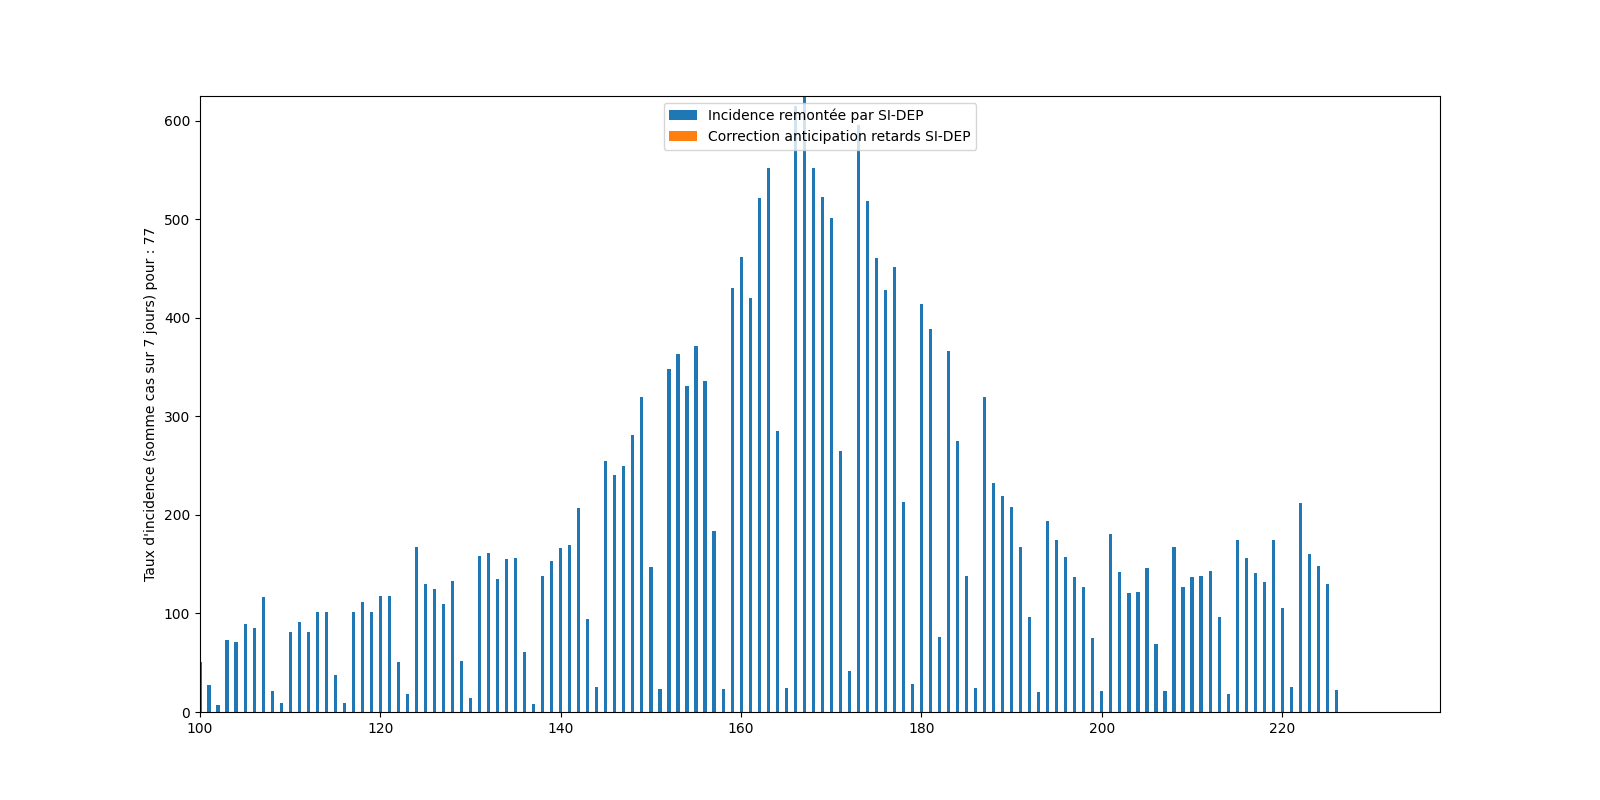 Incidence remontée par SI-DEP
Correction anticipation retards SI-DEP
Taux d'incidence (somme cas sur 7 jours) pour : 77
600
500
400
300
200
100
0
100 120 140 160 180 200 220